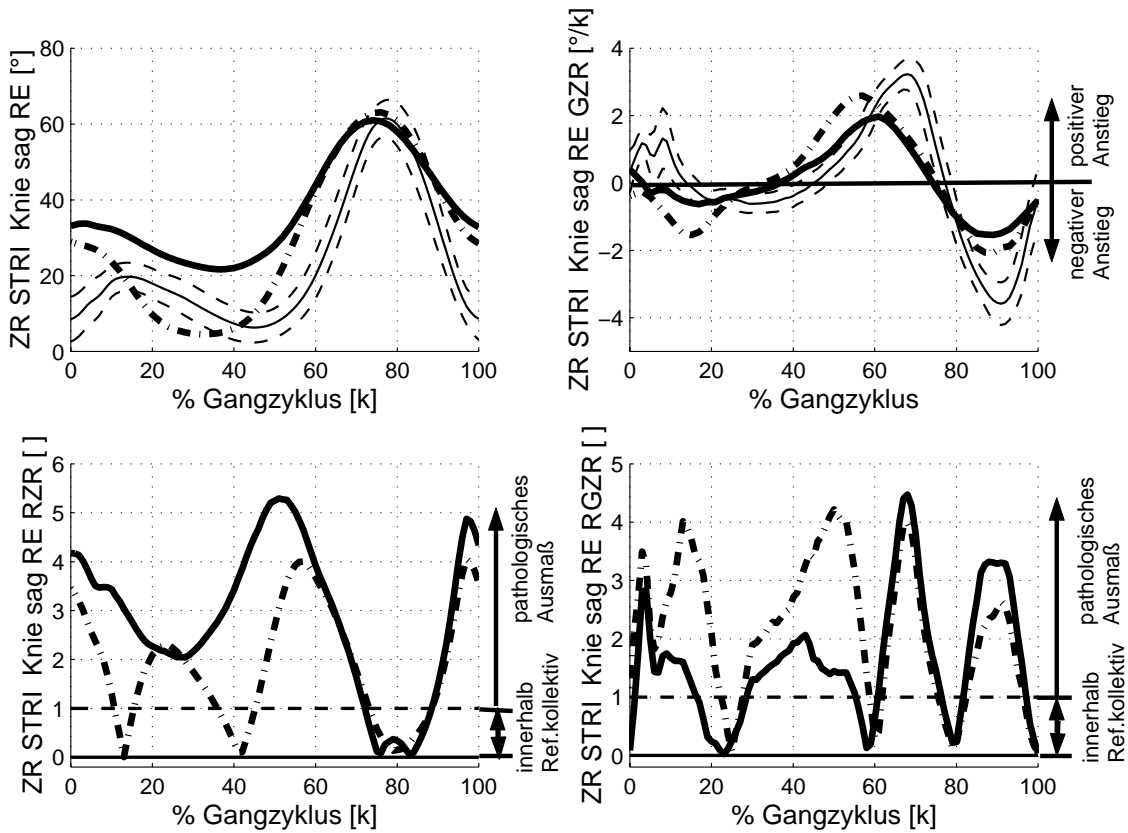 ZR STRI Knie sag RE [°]
80
60
40
20
0
0 20 40 60 80 100
% Gangzyklus [k]
ZR STRI Knie sag RE GZR [°/k]
4
2
0
−2
−4
0 20 40 60 80 100
% Gangzyklus
positiver
Anstieg
negativer
Anstieg
ZR STRI Knie sag RE RZR [ ]
6
5
4
3
2
1
0
0 20 40 60 80 100
% Gangzyklus [k]
pathologisches
Ausmaß
innerhalb
Ref.kollektiv
ZR STRI Knie sag RE RGZR [ ]
5
4
3
2
1
0
0 20 40 60 80 100
% Gangzyklus [k]
pathologisches
Ausmaß
innerhalb
Ref.kollektiv